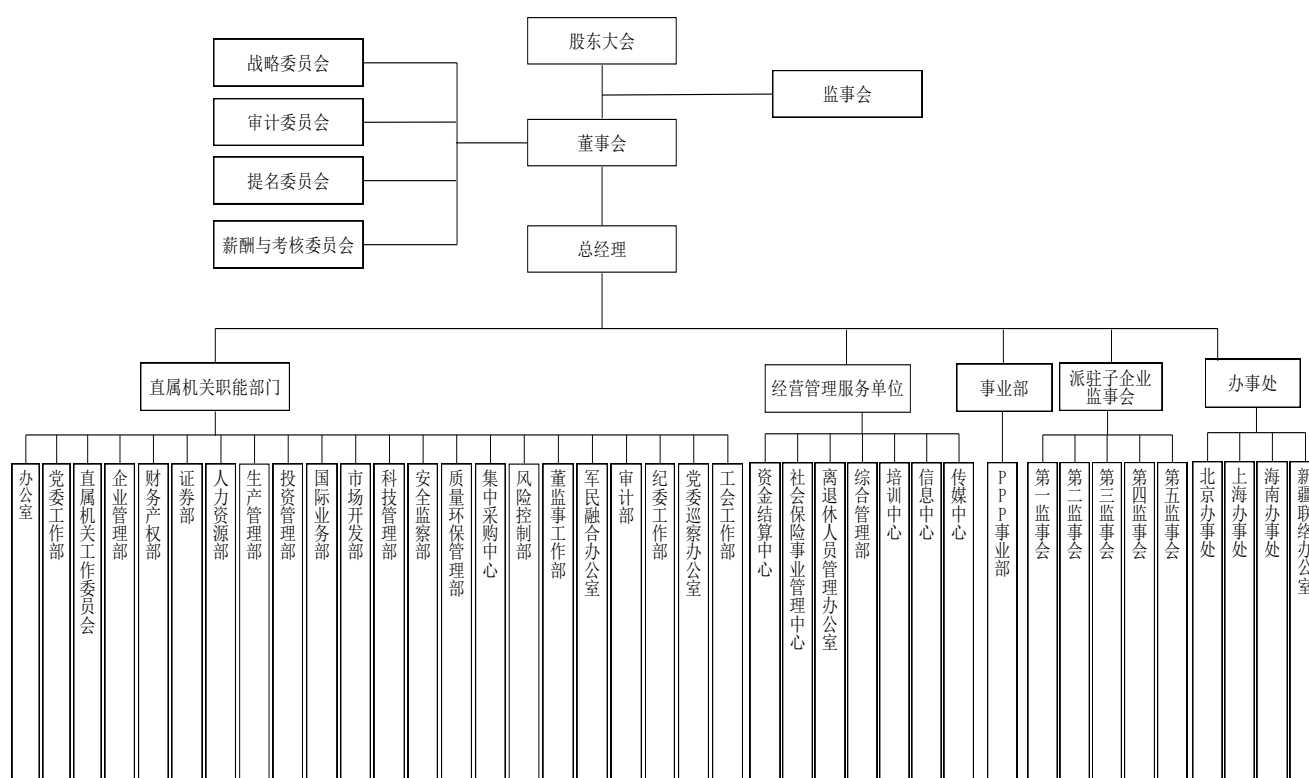 股东大会
战略委员会
监事会
审计委员会
董事会
提名委员会
薪酬与考核委员会
总经理
直属机关职能部门
经营管理服务单位
事业部
派驻子企业
监事会
办事处
办公室
党委工作部
直属机关工作委员会
企业管理部
财务产权部
证券部
人力资源部
生产管理部
投资管理部
国际业务部
市场开发部
科技管理部
安全监察部
质量环保管理部
集中采购中心
风险控制部
董监事工作部
军民融合办公室
审计部
纪委工作部
党委巡察办公室
工会工作部
资金结算中心
社会保险事业管理中心
离退休人员管理办公室
综合管理部
培训中心
信息中心
传媒中心
PPP事业部
第一监事会
第二监事会
第三监事会
第四监事会
第五监事会
北京办事处
上海办事处
海南办事处
新疆联络办公室